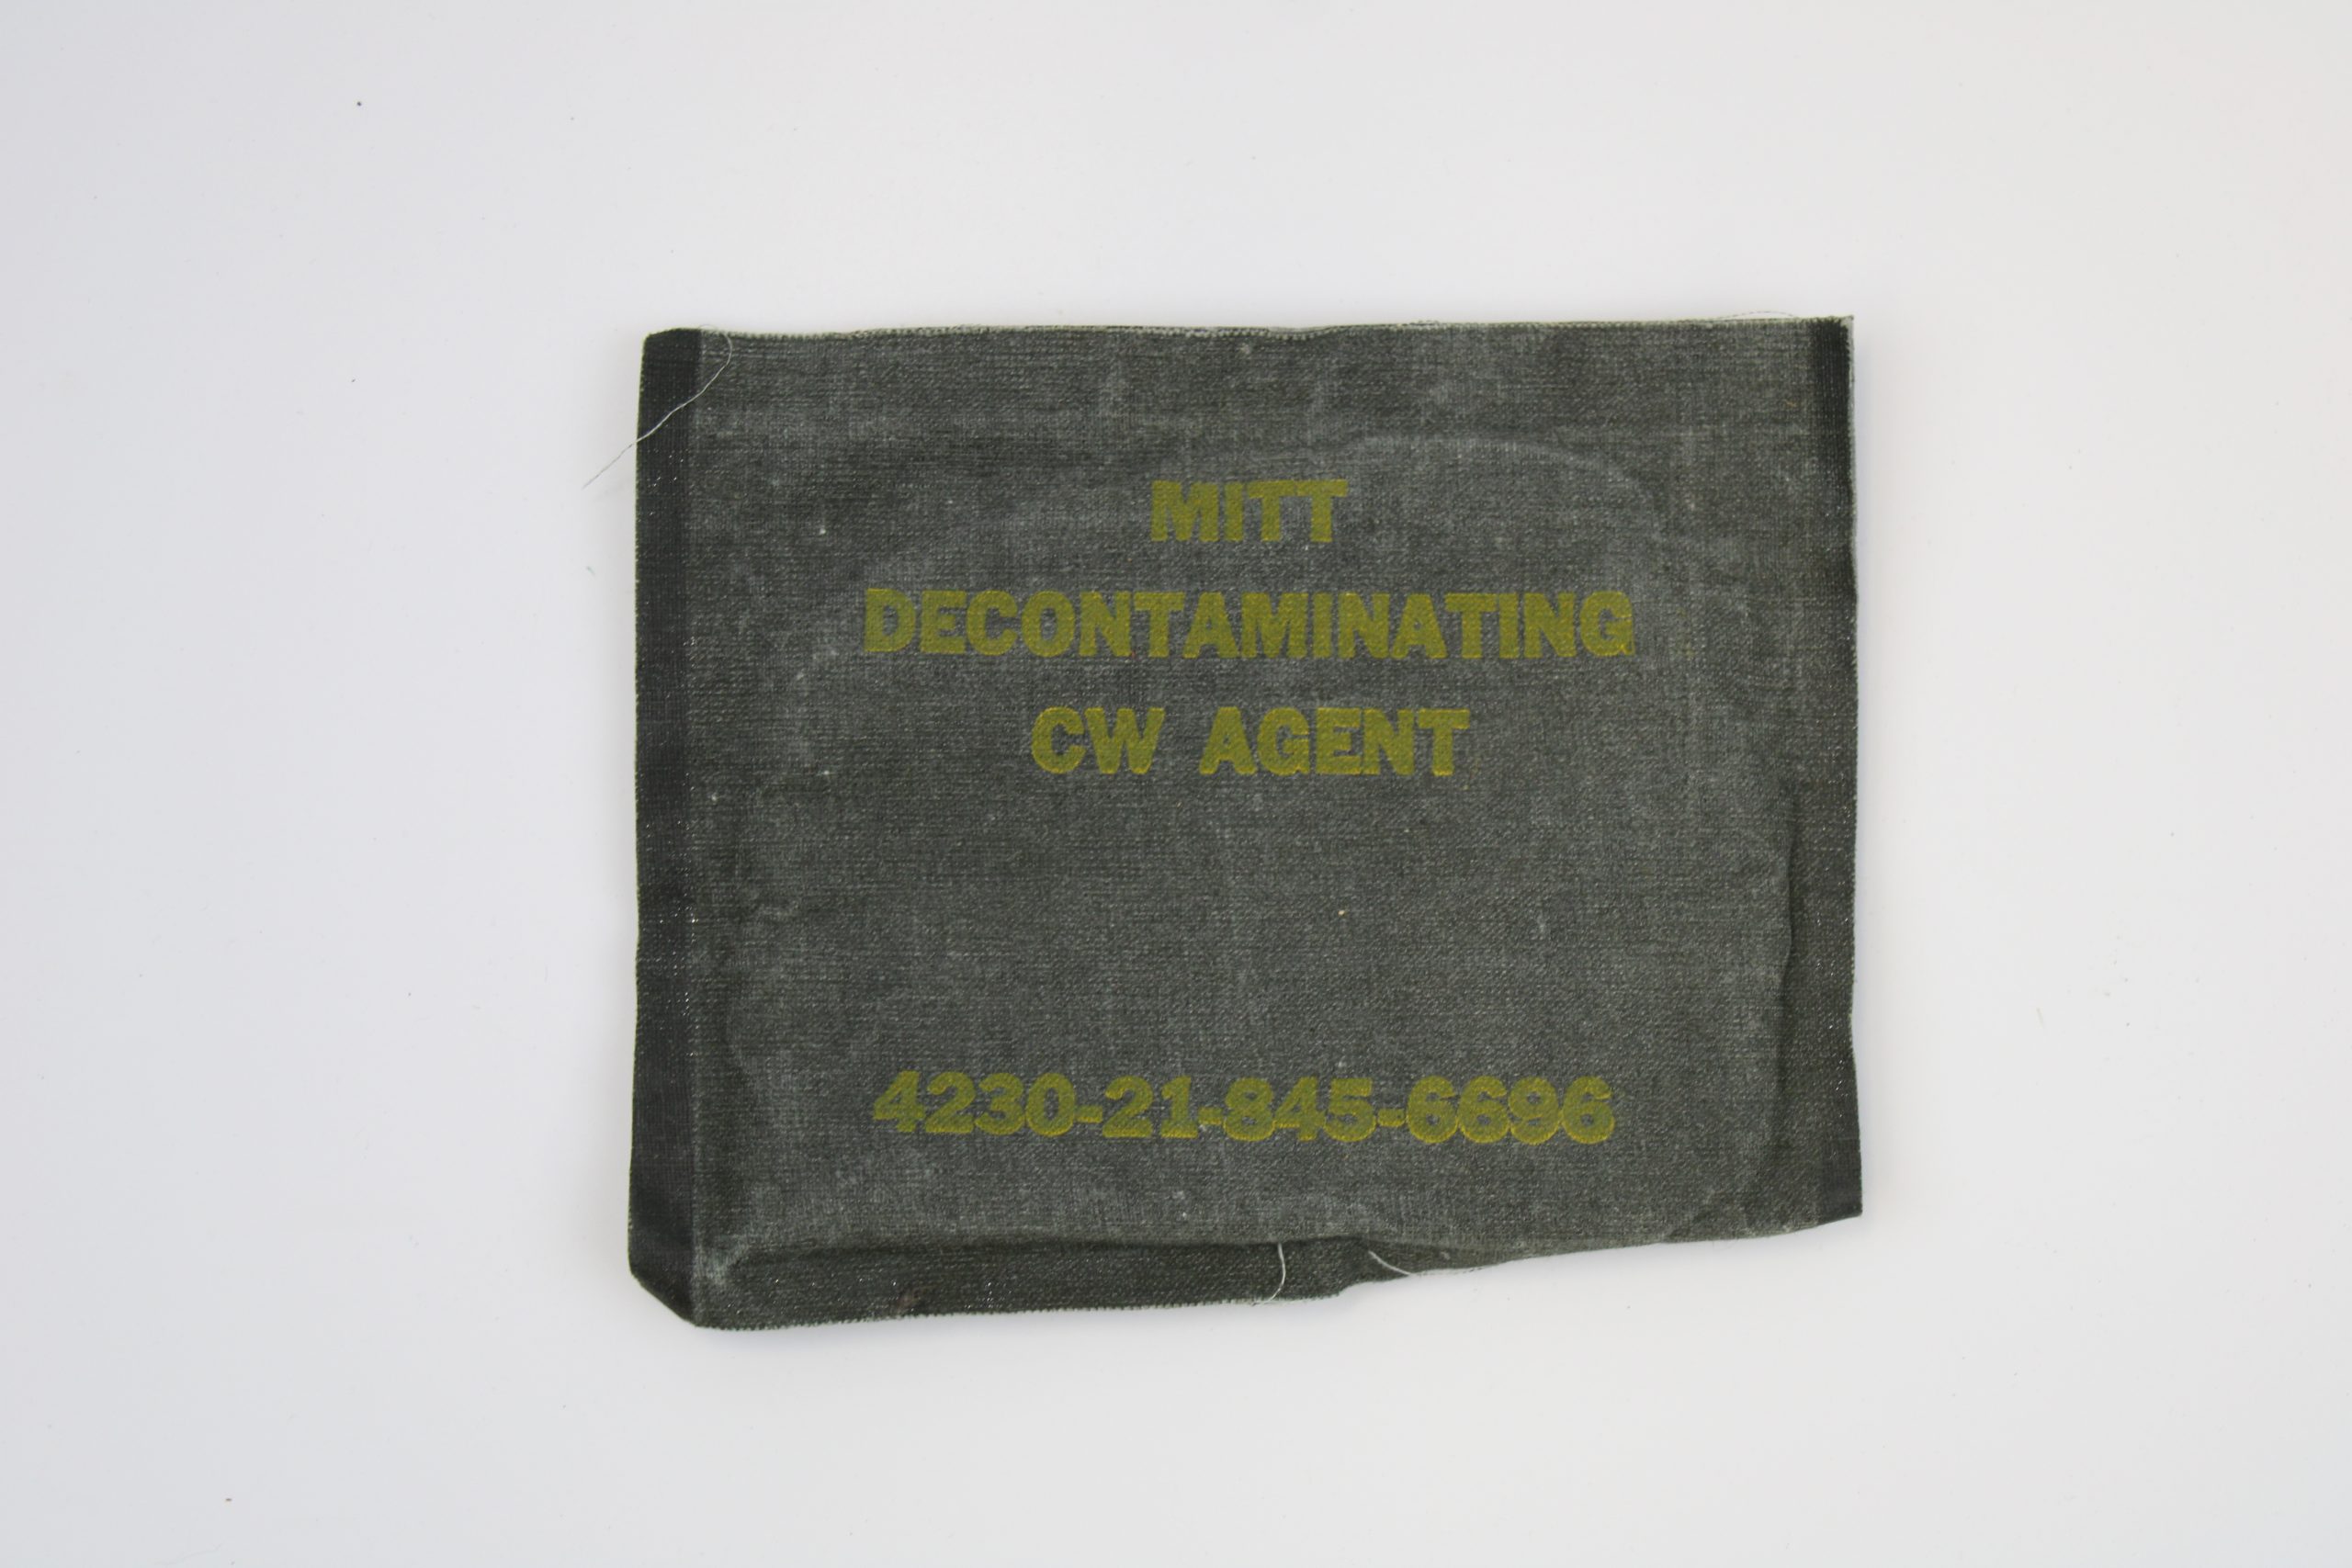 MITT
DECONTAMINATING
CW AGENT
4230-21-845-6696